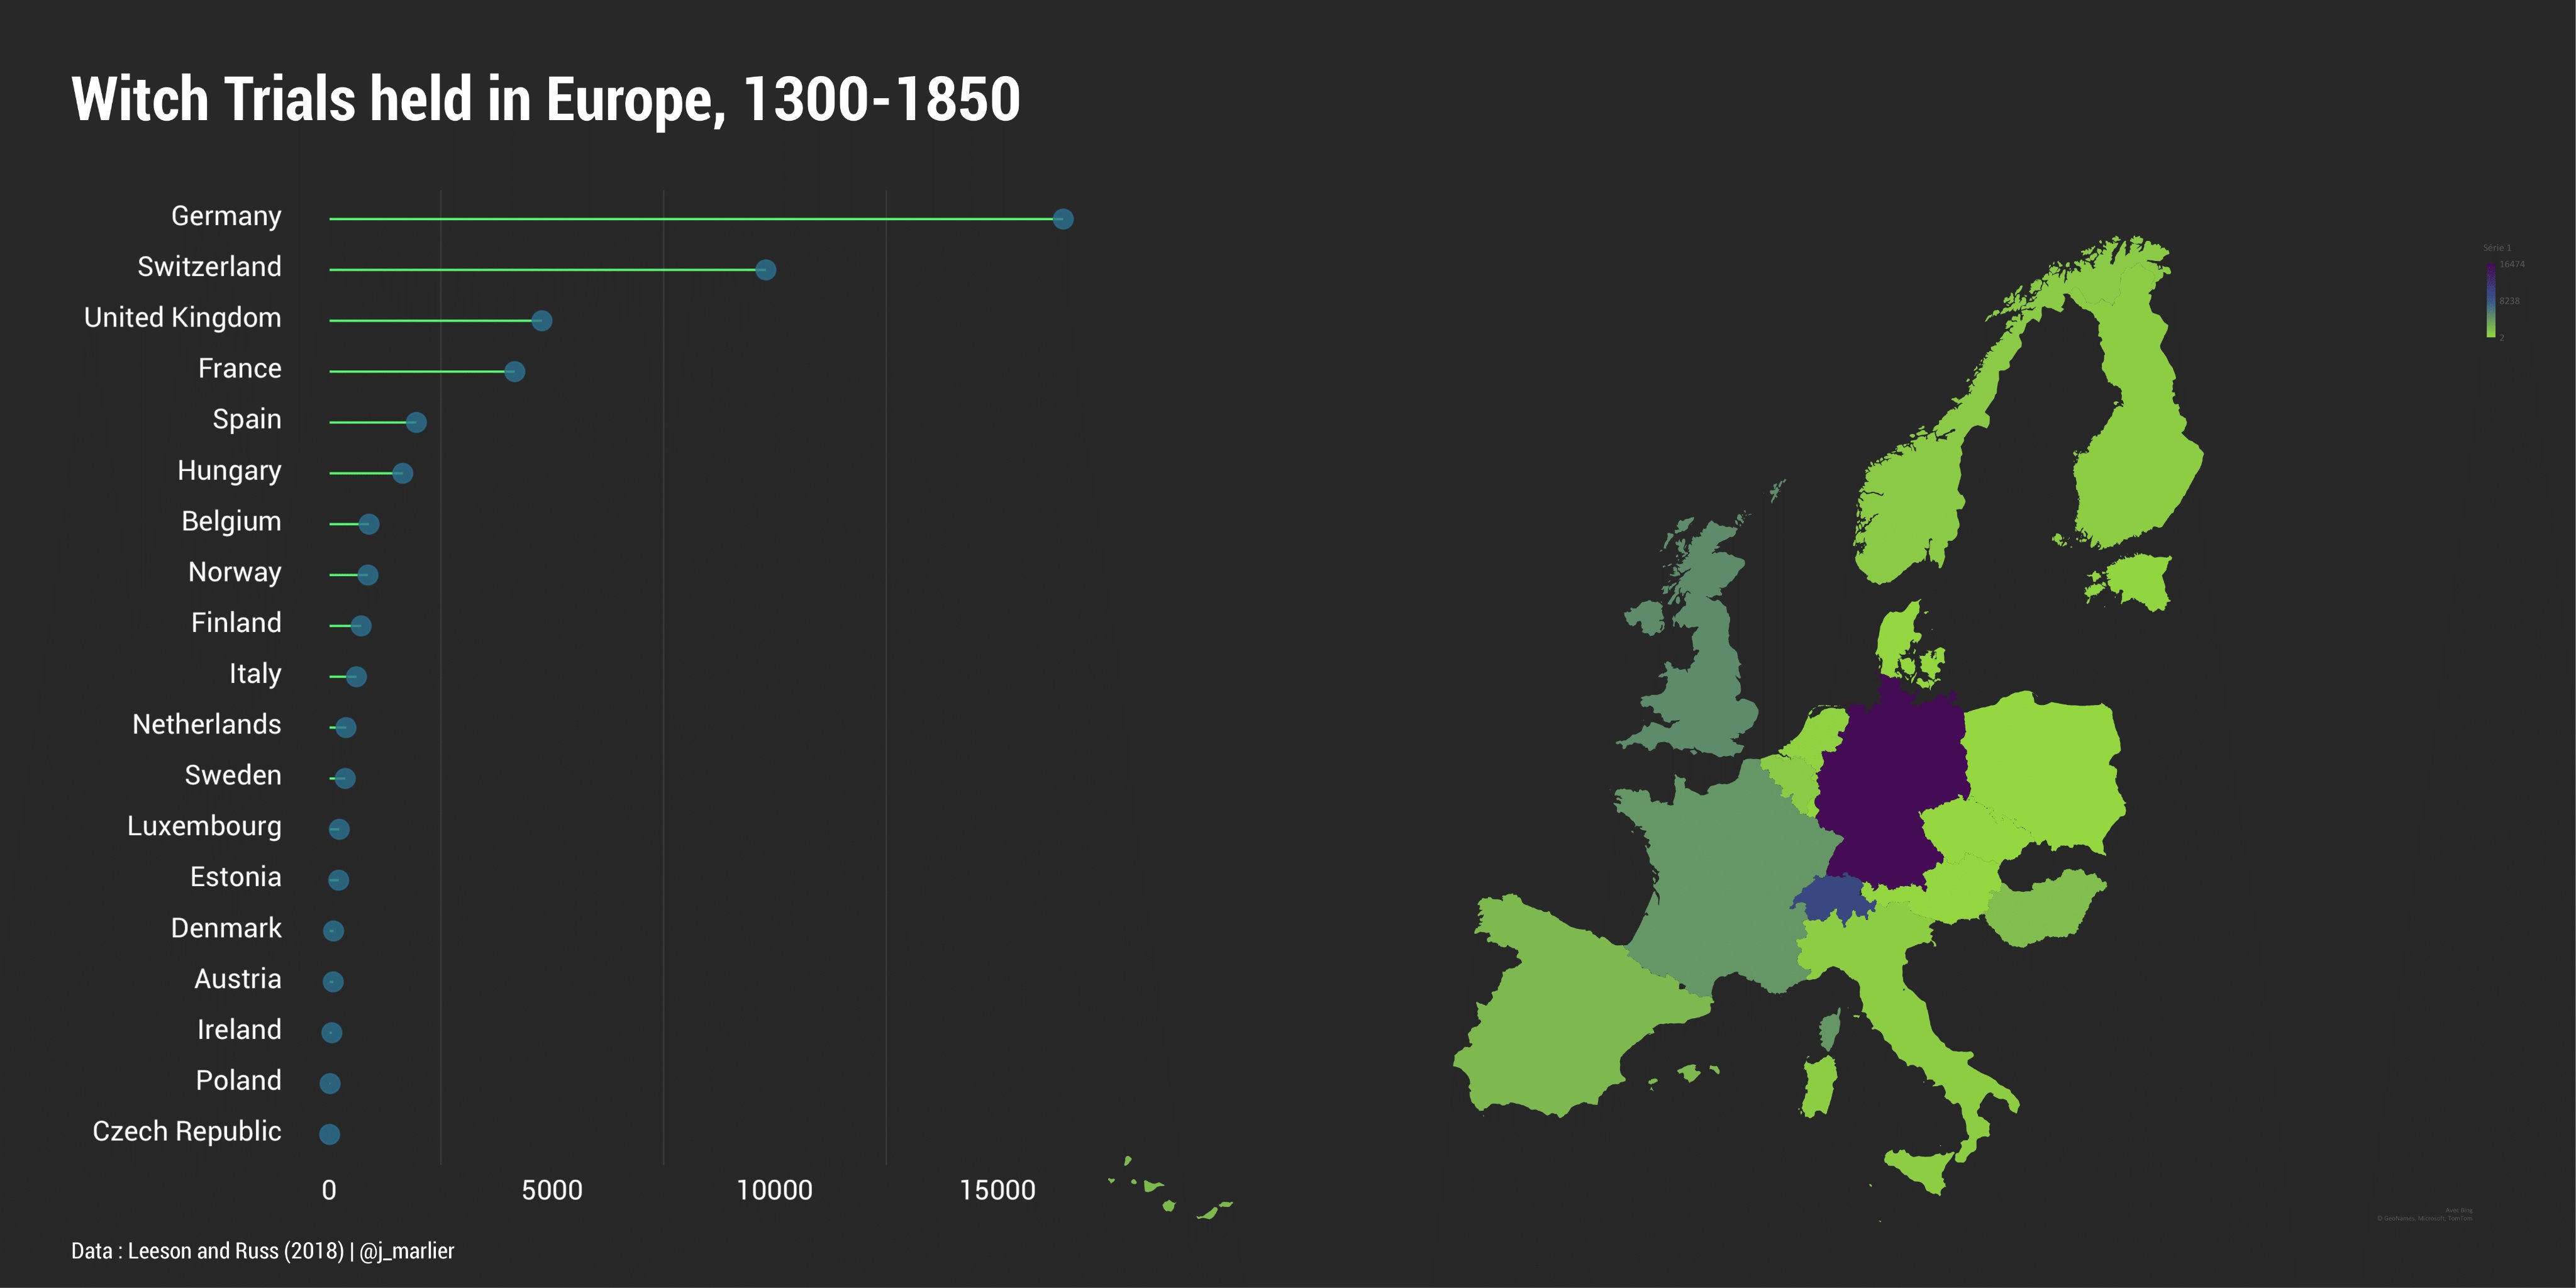 Witch Trials held in Europe, 1300-1850
Germany
Switzerland
United Kingdom
France
Spain
Hungary
Belgium
Norway
Finland
Italy
Netherlands
Sweden
Luxembourg
Estonia
Denmark
Austria
Ireland
Poland
Czech Republic
0
5000
10000
15000
Data : Leeson and Russ (2018) | @j_marlier
Série 1
16474
8238
2
Avec Bing
© GeoNames, Microsoft, TomTom